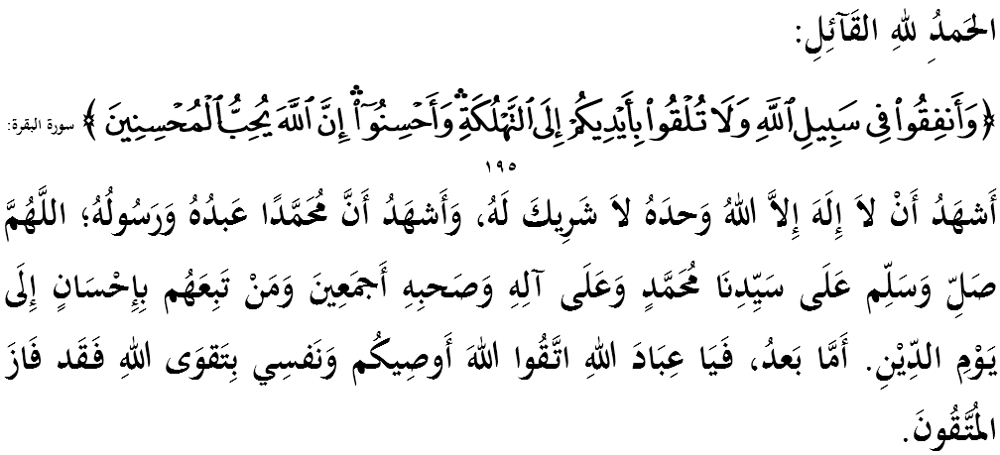 الحَمدُ للهِ القَآئِلِ:
﴿وَأَنفِقُوا۟ فِى سَبِيلِ ٱللَّهِ وَلَا تُلْقُوا۟ بِأَيْدِيكُمْ إِلَى ٱلتَّهْلُكَةِ ۛ وَأَحْسِنُوٓا۟ ۛ إِنَّ ٱللَّهَ يُحِبُّ ٱلْمُحْسِنِينَ﴾ سورة البقرة:
١٩٥
أَشهَدُ أَنْ لاَ إِلَهَ إِلاَّ اللهُ وَحدَهُ لاَ شَرِيكَ لَهُ، وَأَشهَدُ أَنَّ مُحَمَّدًا عَبدُهُ وَرَسُولُهُ؛ اللَّهُمَّ
صَلِّ وَسَلِّم عَلَى سَيِّدِنَا مُحَمَّدٍ وَعَلَى آلِهِ وَصَحبِهِ أَجمَعِينَ وَمَنْ تَبِعَهُم بِإِحْسَانٍ إِلَى
يَوْمِ الدِّيْنِ. أَمَّا بَعدُ، فَيَا عِبَادَ اللهِ اتَّقُوا اللهَ أُوصِيكُم وَنَفسِي بِتَقوَى اللهِ فَقَد فَازَ
المُتَّقُونَ.